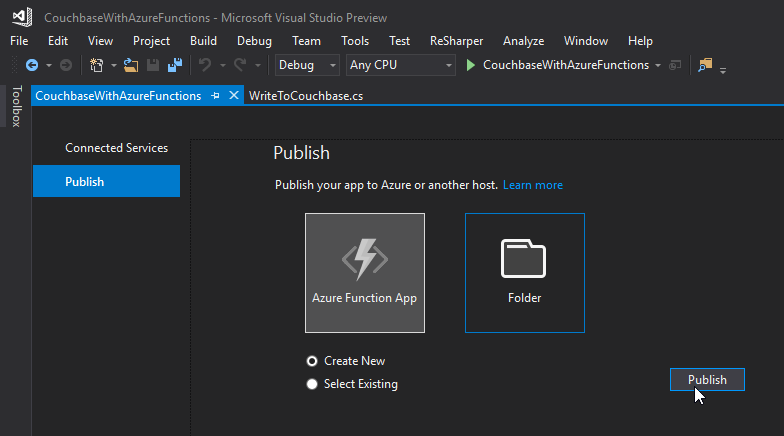 CouchbaseWithAzureFunctions - Microsoft Visual Studio Preview
File Edit View Project Build Debug Team Tools Test ReSharper Analyze Window Help
Debug Any CPU CouchbaseWithAzureFunctions
Toolbox
CouchbaseWithAzureFunctions WriteToCouchbase.cs
Connected Services
Publish
Publish
Publish your app to Azure or another host. Learn more
Azure Function App Folder
Create New
Select Existing
Publish